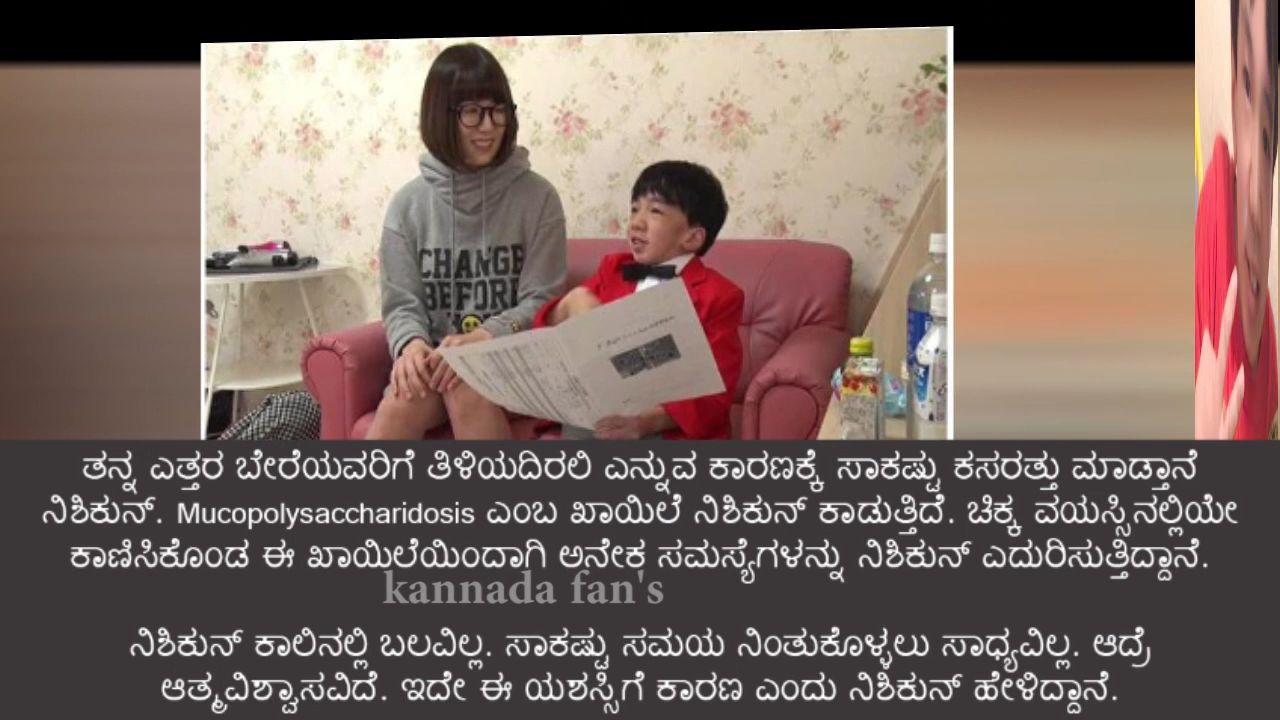 CHANGE
BEFORE
ತನ್ನ ಎತ್ತರ ಬೇರೆಯವರಿಗೆ ತಿಳಿಯದಿರಲಿ ಎನ್ನುವ ಕಾರಣಕ್ಕೆ ಸಾಕಷ್ಟು ಕಸರತ್ತು ಮಾಡ್ತಾನೆ
ನಿಶಿಕುನ್. Mucopolysaccharidosis ಎಂಬ ಖಾಯಿಲೆ ನಿಶಿಕುನ್ ಕಾಡುತ್ತಿದೆ. ಚಿಕ್ಕ ವಯಸ್ಸಿನಲ್ಲಿಯೇ
ಕಾಣಿಸಿಕೊಂಡ ಈ ಖಾಯಿಲೆಯಿಂದಾಗಿ ಅನೇಕ ಸಮಸ್ಯೆಗಳನ್ನು ನಿಶಿಕುನ್ ಎದುರಿಸುತ್ತಿದ್ದಾನೆ.
kannada fan's
ನಿಶಿಕುನ್ ಕಾಲಿನಲ್ಲಿ ಬಲವಿಲ್ಲ. ಸಾಕಷ್ಟು ಸಮಯ ನಿಂತುಕೊಳ್ಳಲು ಸಾಧ್ಯವಿಲ್ಲ. ಆದ್ರೆ
ಆತ್ಮವಿಶ್ವಾಸವಿದೆ. ಇದೇ ಈ ಯಶಸ್ಸಿಗೆ ಕಾರಣ ಎಂದು ನಿಶಿಕುನ್ ಹೇಳಿದ್ದಾನೆ.